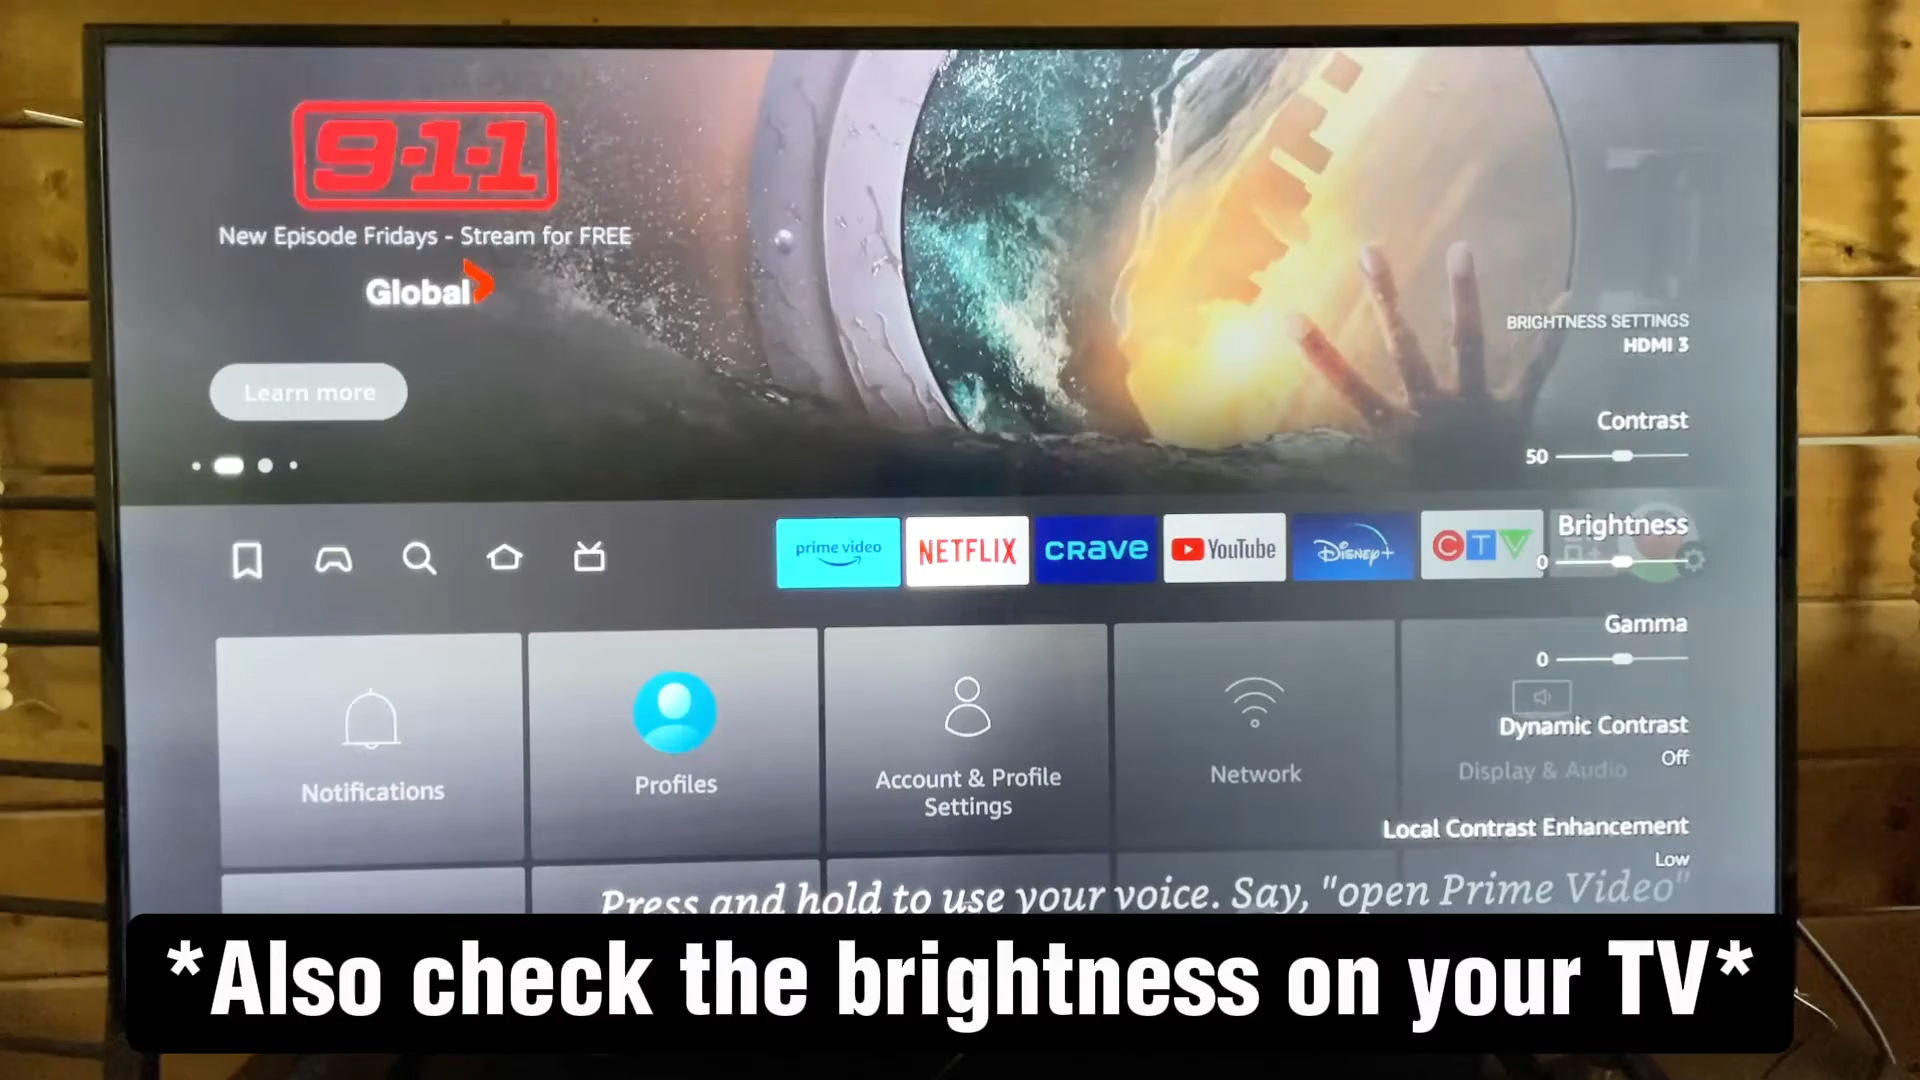 9-1-1
New Episode Fridays - Stream for FREE
Global
Learn more
BRIGHTNESS SETTINGS
HDMI 3
Contrast
50
Brightness
0
Gamma
0
Dynamic Contrast
Off
Local Contrast Enhancement
Low
prime video
NETFLIX
CRAVE
YouTube
Disney+
CTV
Notifications
Profiles
Account & Profile
Settings
Network
Display & Audio
Press and hold to use your voice. Say, "open Prime Video"
*Also check the brightness on your TV*